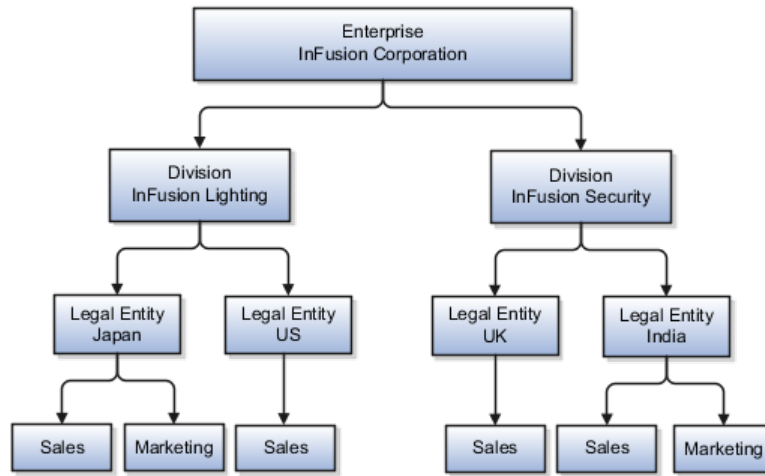 Enterprise
InFusion Corporation
Division
InFusion Lighting
Division
InFusion Security
Legal Entity
Japan
Legal Entity
US
Legal Entity
UK
Legal Entity
India
Sales
Marketing
Sales
Sales
Sales
Marketing